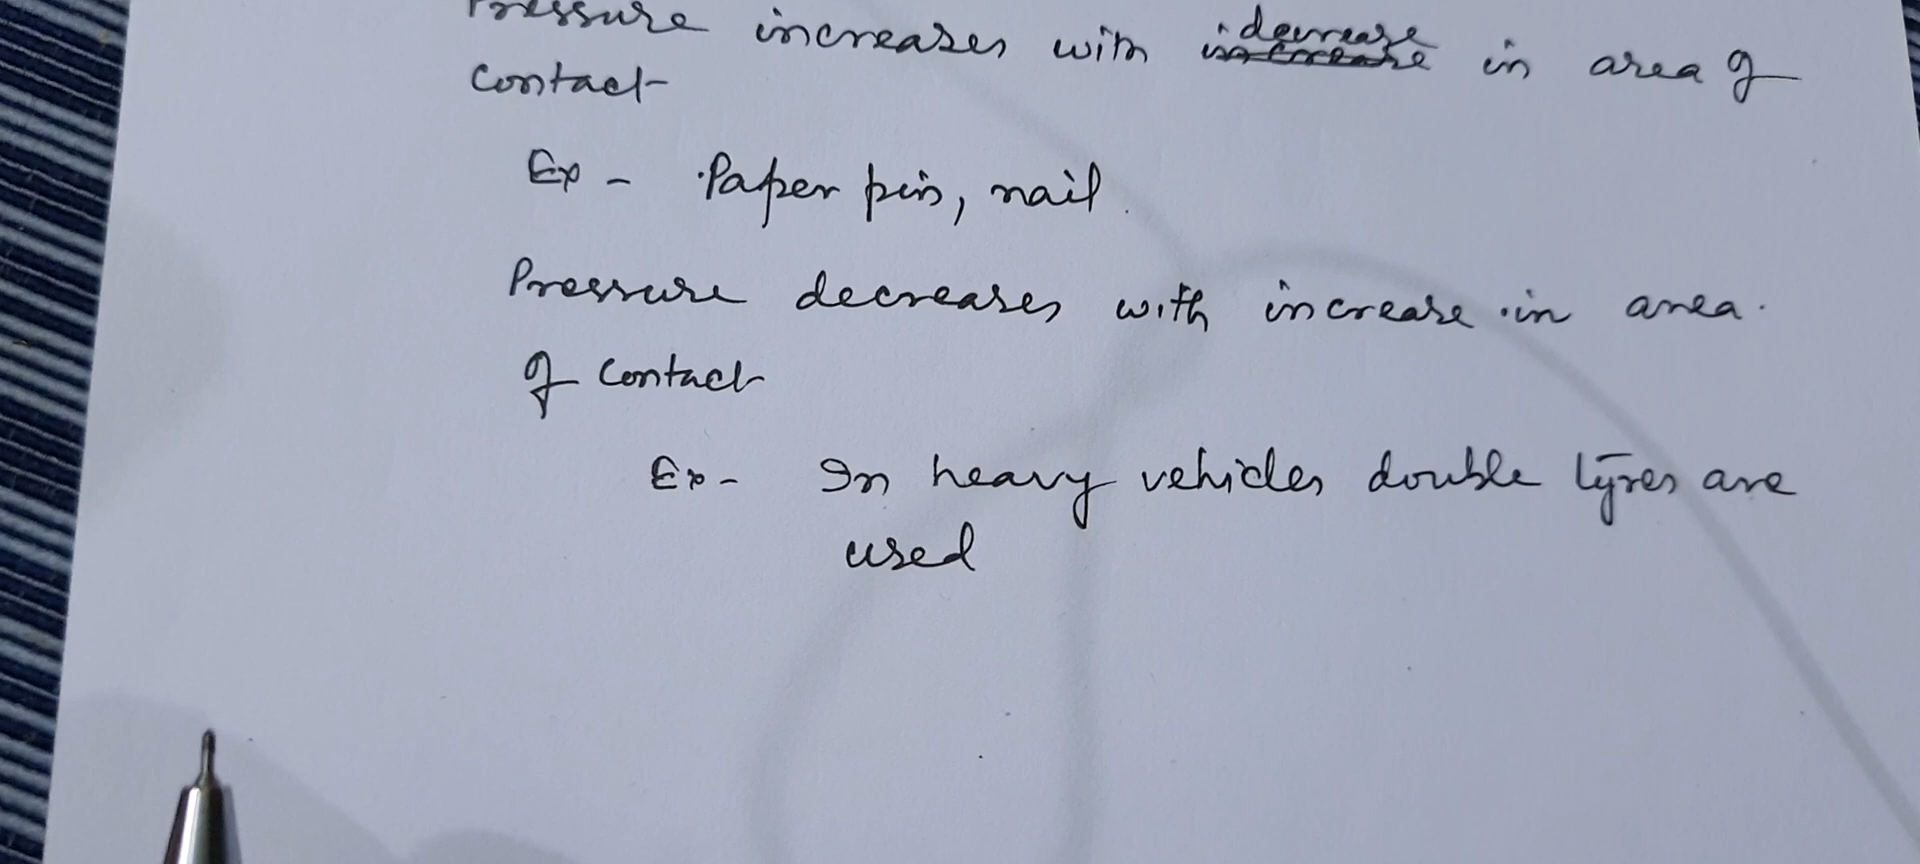 Pressure increases with decrease in area of
contact
Ex - Paper pin, nail.
Pressure decreases with increase in area.
of contact
Ex- In heavy vehicles double tyres are
used